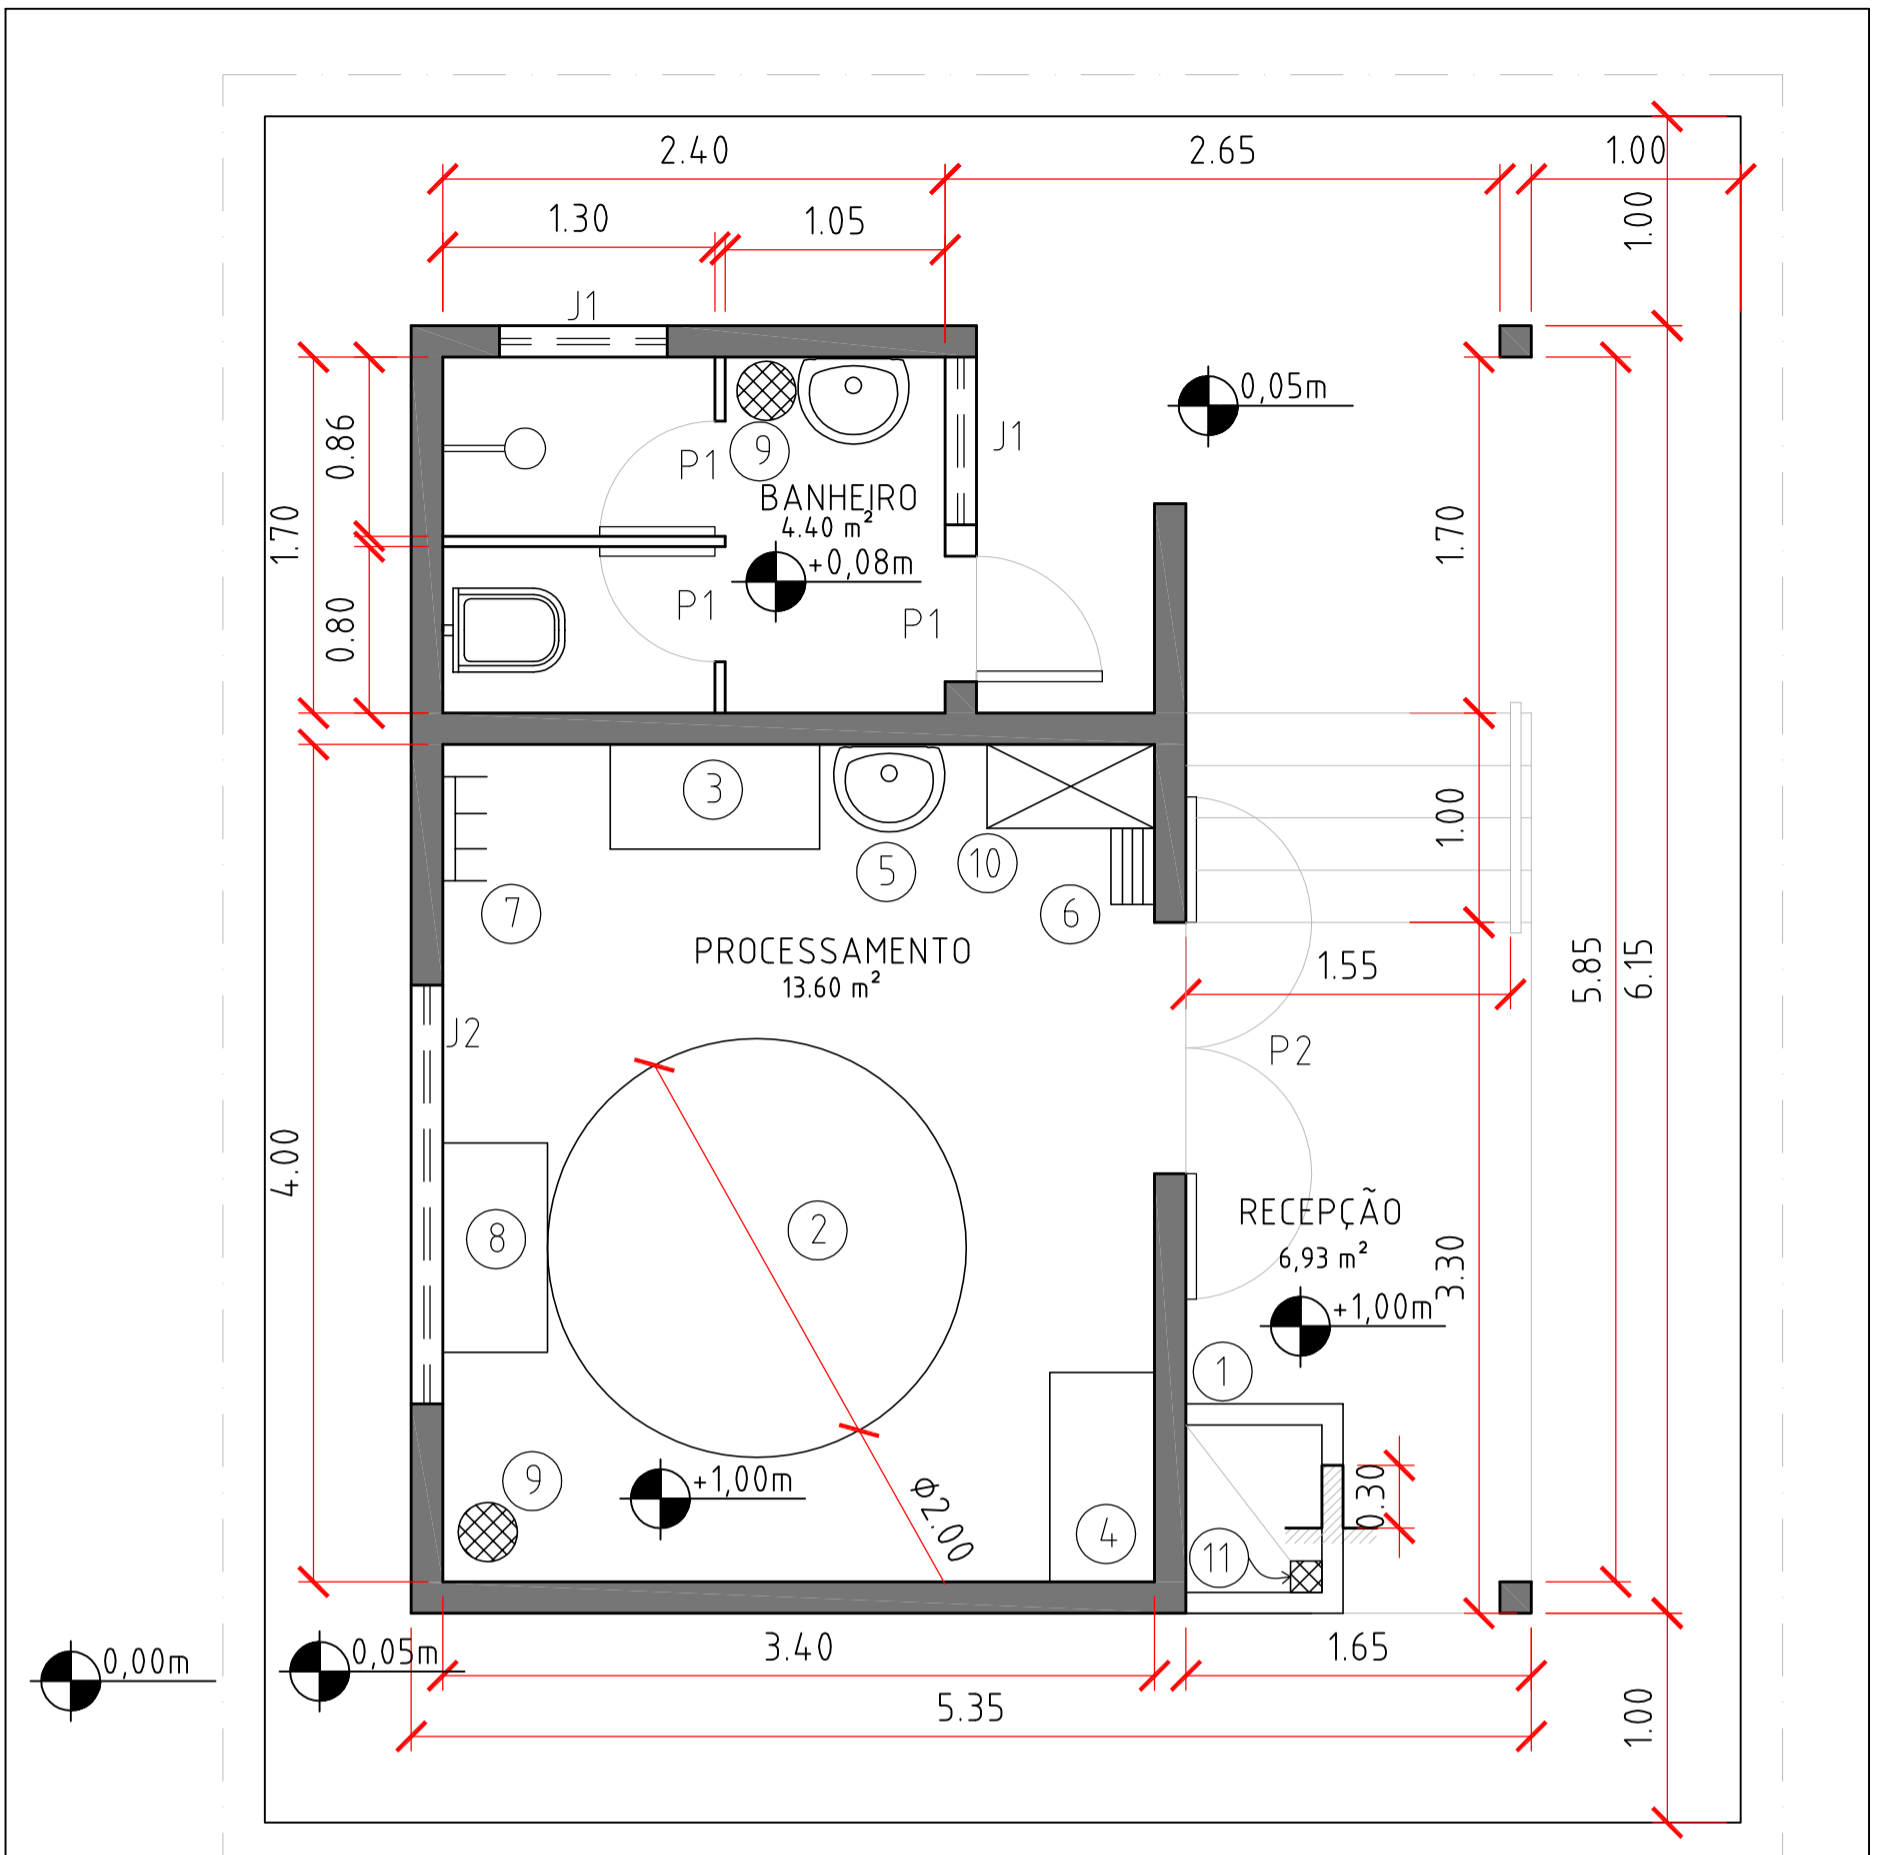 2.40
2.65
1.00
1.30
1.05
1.00
J1
0,05m
0.86
P1
9
J1
BANHEIRO
4.40 m²
1.70
1.70
+0,08m
0.80
P1
P1
3
5
10
1.00
7
6
PROCESSAMENTO
13.60 m²
1.55
5.85
6.15
J2
P2
4.00
8
2
RECEPÇÃO
6,93 m²
3.30
+1,00m
1
9
+1,00m
ϕ2.00
4
11
0.30
0,00m
0,05m
3.40
1.65
5.35
1.00